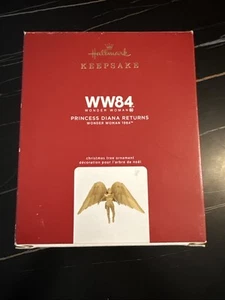 Hallmark
KEEPSAKE
WW84
WONDER WOMAN
PRINCESS DIANA RETURNS
WONDER WOMAN 1984™
christmas tree ornament
décoration pour l'arbre de noël